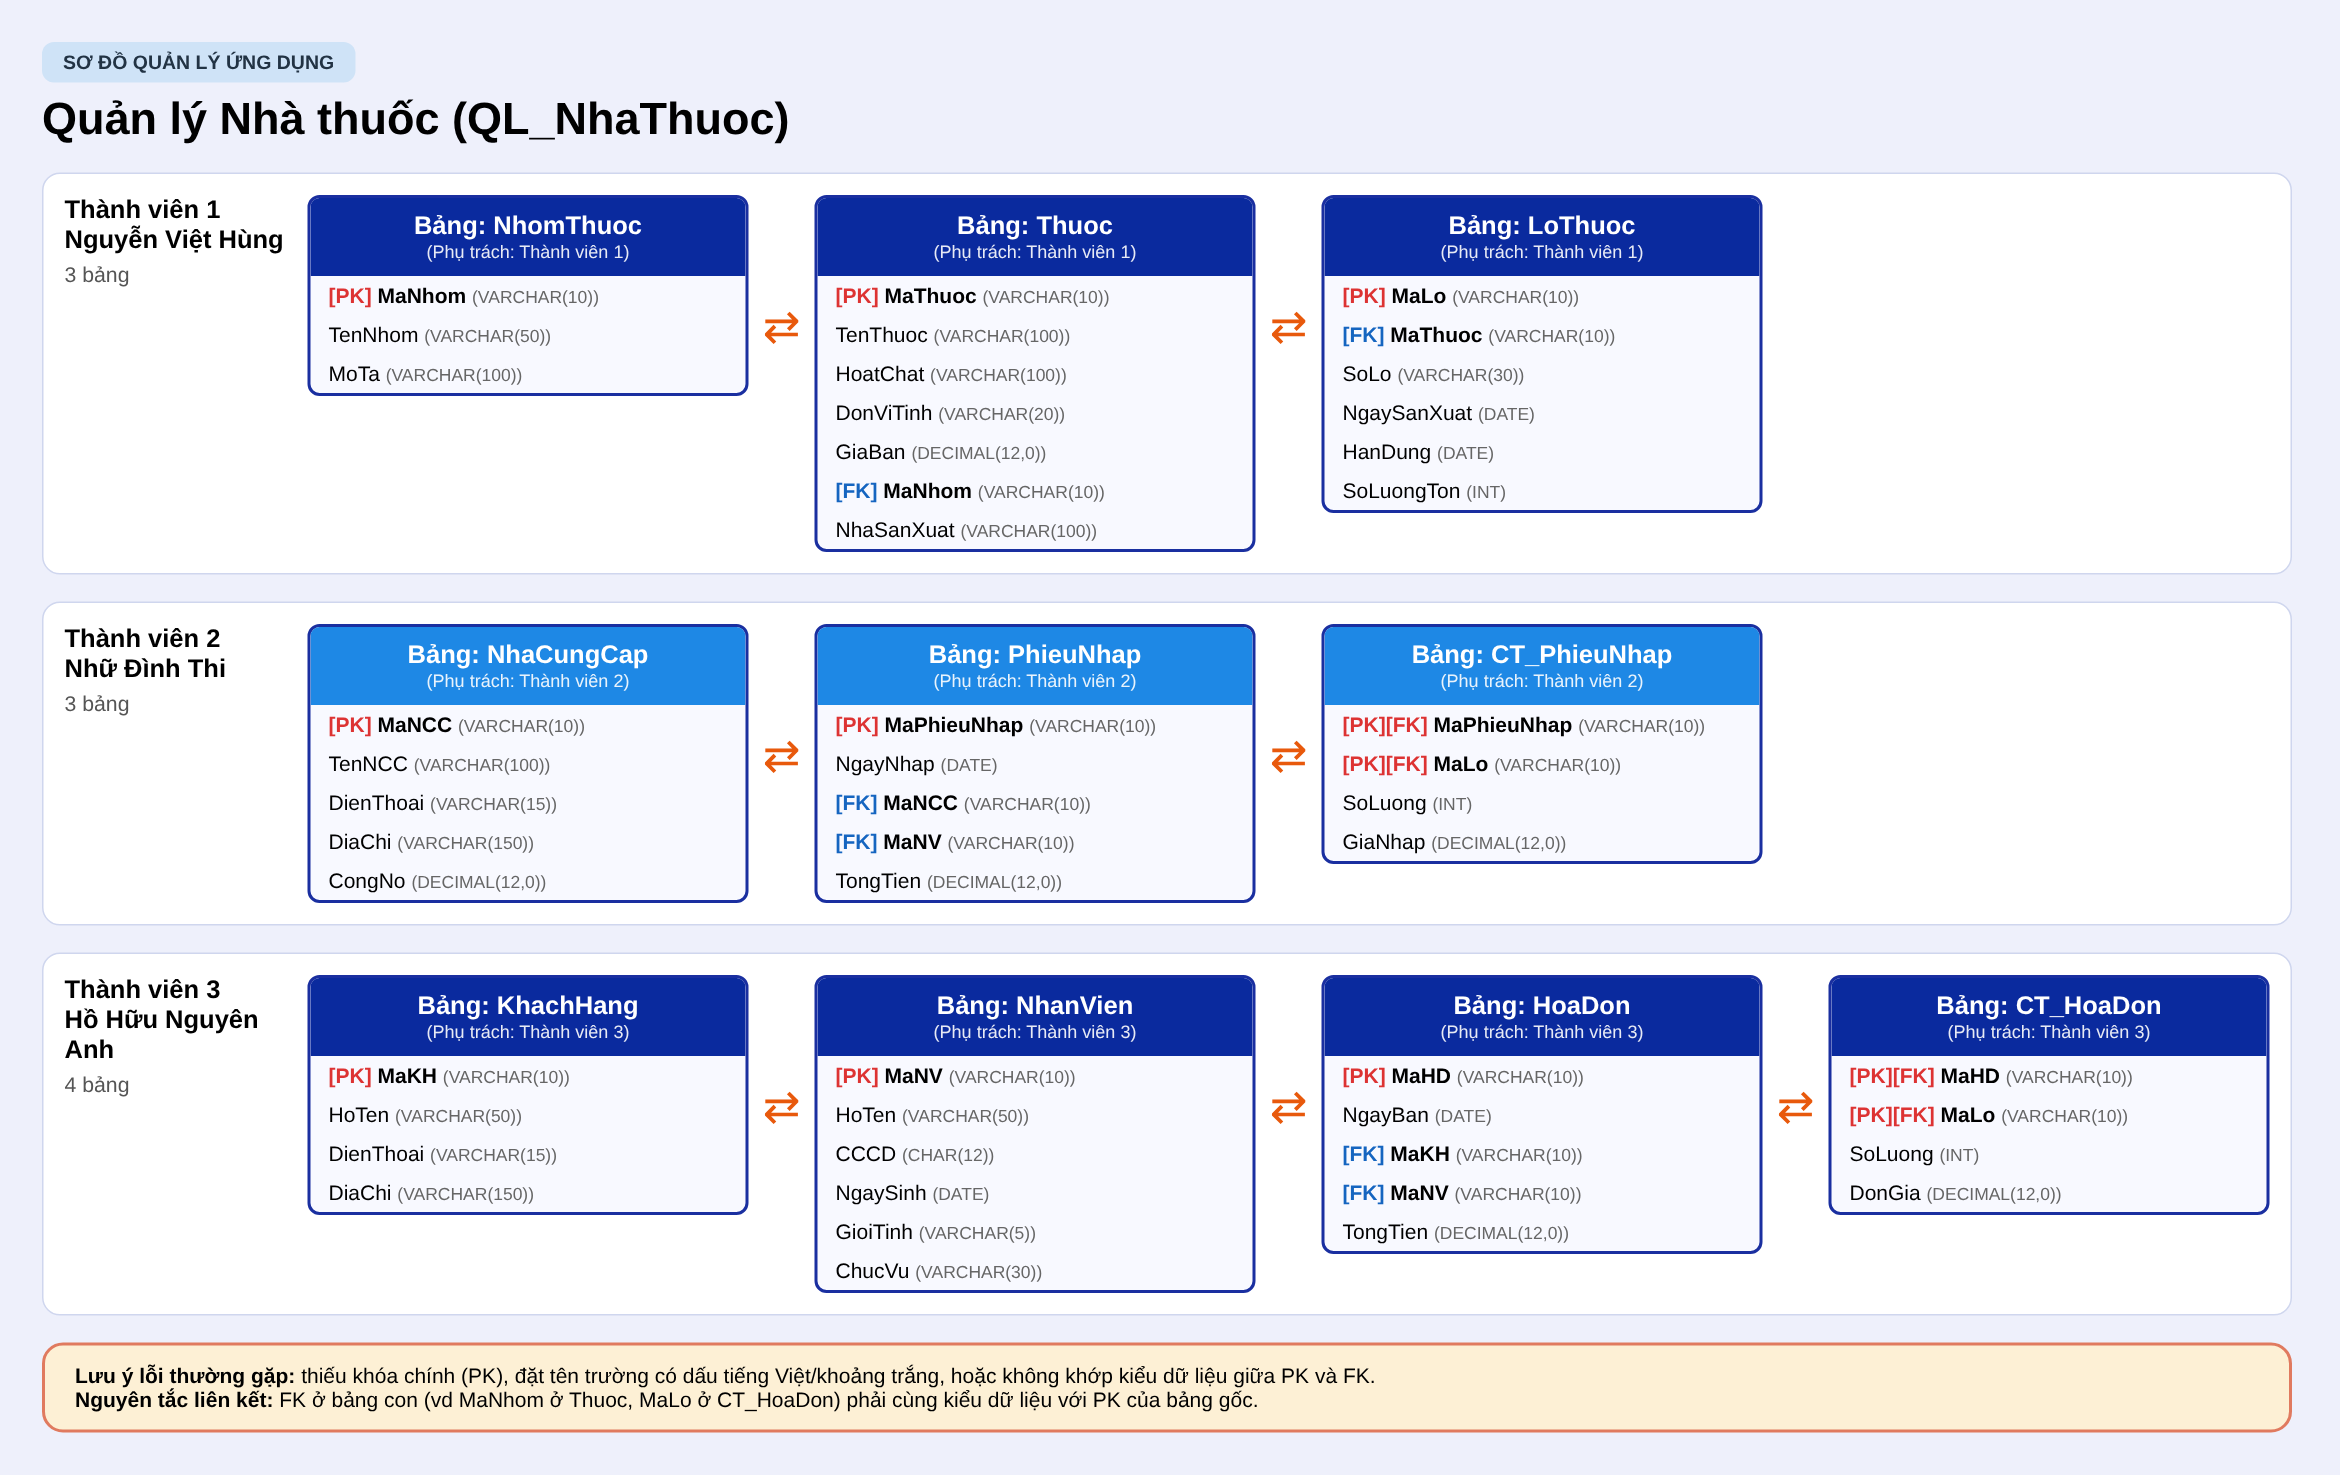 SƠ ĐỒ QUẢN LÝ ỨNG DỤNG
Quản lý Nhà thuốc (QL_NhaThuoc)
Thành viên 1
Nguyễn Việt Hùng
3 bảng
Bảng: NhomThuoc
(Phụ trách: Thành viên 1)
[PK] MaNhom (VARCHAR(10))
TenNhom (VARCHAR(50))
MoTa (VARCHAR(100))
Bảng: Thuoc
(Phụ trách: Thành viên 1)
[PK] MaThuoc (VARCHAR(10))
TenThuoc (VARCHAR(100))
HoatChat (VARCHAR(100))
DonViTinh (VARCHAR(20))
GiaBan (DECIMAL(12,0))
[FK] MaNhom (VARCHAR(10))
NhaSanXuat (VARCHAR(100))
Bảng: LoThuoc
(Phụ trách: Thành viên 1)
[PK] MaLo (VARCHAR(10))
[FK] MaThuoc (VARCHAR(10))
SoLo (VARCHAR(30))
NgaySanXuat (DATE)
HanDung (DATE)
SoLuongTon (INT)
Thành viên 2
Nhữ Đình Thi
3 bảng
Bảng: NhaCungCap
(Phụ trách: Thành viên 2)
[PK] MaNCC (VARCHAR(10))
TenNCC (VARCHAR(100))
DienThoai (VARCHAR(15))
DiaChi (VARCHAR(150))
CongNo (DECIMAL(12,0))
Bảng: PhieuNhap
(Phụ trách: Thành viên 2)
[PK] MaPhieuNhap (VARCHAR(10))
NgayNhap (DATE)
[FK] MaNCC (VARCHAR(10))
[FK] MaNV (VARCHAR(10))
TongTien (DECIMAL(12,0))
Bảng: CT_PhieuNhap
(Phụ trách: Thành viên 2)
[PK][FK] MaPhieuNhap (VARCHAR(10))
[PK][FK] MaLo (VARCHAR(10))
SoLuong (INT)
GiaNhap (DECIMAL(12,0))
Thành viên 3
Hồ Hữu Nguyên
Anh
4 bảng
Bảng: KhachHang
(Phụ trách: Thành viên 3)
[PK] MaKH (VARCHAR(10))
HoTen (VARCHAR(50))
DienThoai (VARCHAR(15))
DiaChi (VARCHAR(150))
Bảng: NhanVien
(Phụ trách: Thành viên 3)
[PK] MaNV (VARCHAR(10))
HoTen (VARCHAR(50))
CCCD (CHAR(12))
NgaySinh (DATE)
GioiTinh (VARCHAR(5))
ChucVu (VARCHAR(30))
Bảng: HoaDon
(Phụ trách: Thành viên 3)
[PK] MaHD (VARCHAR(10))
NgayBan (DATE)
[FK] MaKH (VARCHAR(10))
[FK] MaNV (VARCHAR(10))
TongTien (DECIMAL(12,0))
Bảng: CT_HoaDon
(Phụ trách: Thành viên 3)
[PK][FK] MaHD (VARCHAR(10))
[PK][FK] MaLo (VARCHAR(10))
SoLuong (INT)
DonGia (DECIMAL(12,0))
Lưu ý lỗi thường gặp: thiếu khóa chính (PK), đặt tên trường có dấu tiếng Việt/khoảng trắng, hoặc không khớp kiểu dữ liệu giữa PK và FK.
Nguyên tắc liên kết: FK ở bảng con (vd MaNhom ở Thuoc, MaLo ở CT_HoaDon) phải cùng kiểu dữ liệu với PK của bảng gốc.